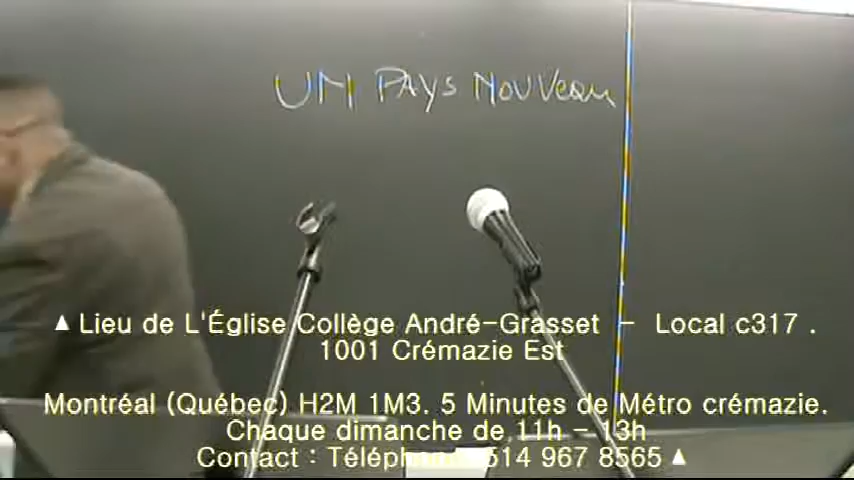 UN PAYS NOUVEAU
▲ Lieu de L'Église Collège André-Grasset - Local c317 .
1001 Crémazie Est
Montréal (Québec) H2M 1M3. 5 Minutes de Métro crémazie.
Chaque dimanche de 11h - 13h
Contact : Téléphone 514 967 8565 ▲